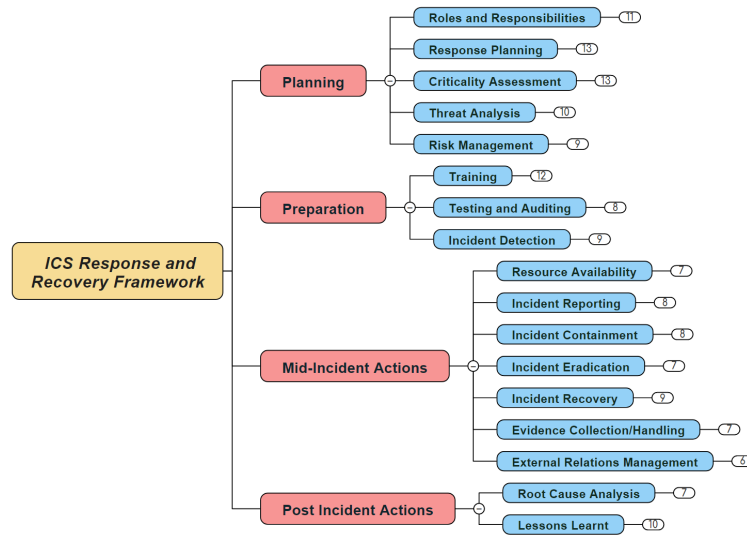 Roles and Responsibilities 11
Response Planning 13
Planning
Criticality Assessment 13
Threat Analysis 10
Risk Management 9
Training 12
Preparation
Testing and Auditing 8
Incident Detection 9
ICS Response and
Recovery Framework
Resource Availability 7
Incident Reporting 8
Incident Containment 8
Mid-Incident Actions
Incident Eradication 7
Incident Recovery 9
Evidence Collection/Handling 7
External Relations Management 6
Root Cause Analysis 7
Post Incident Actions
Lessons Learnt 10